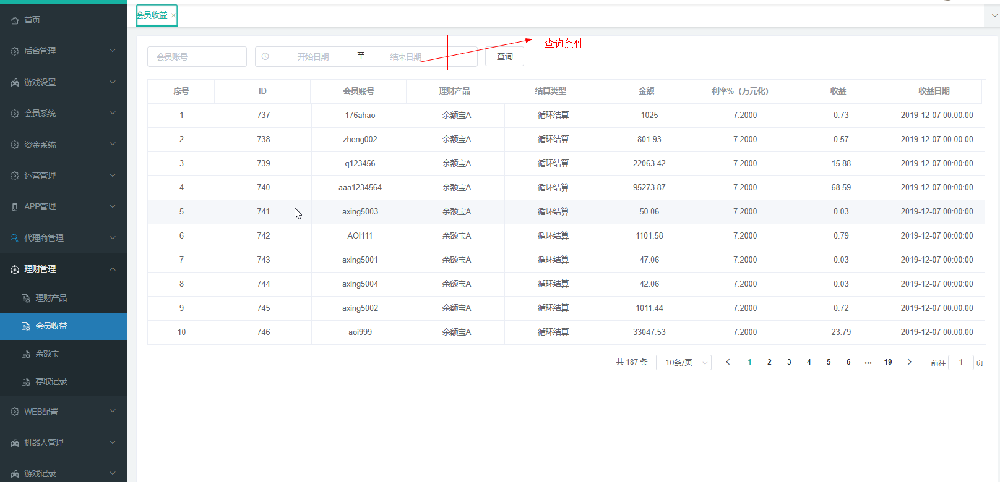 首页
后台管理
游戏设置
会员系统
资金系统
运营管理
APP管理
代理商管理
理财管理
理财产品
会员收益
余额宝
存取记录
WEB配置
机器人管理
游戏记录
会员收益 ×
会员账号 开始日期 至 结束日期 查询 查询条件
序号 ID 会员账号 理财产品 结算类型 金额 利率%（万元化） 收益 收益日期
1 737 176ahao 余额宝A 循环结算 1025 7.2000 0.73 2019-12-07 00:00:00
2 738 zheng002 余额宝A 循环结算 801.93 7.2000 0.57 2019-12-07 00:00:00
3 739 q123456 余额宝A 循环结算 22063.42 7.2000 15.88 2019-12-07 00:00:00
4 740 aaa1234564 余额宝A 循环结算 95273.87 7.2000 68.59 2019-12-07 00:00:00
5 741 axing5003 余额宝A 循环结算 50.06 7.2000 0.03 2019-12-07 00:00:00
6 742 AOI111 余额宝A 循环结算 1101.58 7.2000 0.79 2019-12-07 00:00:00
7 743 axing5001 余额宝A 循环结算 47.06 7.2000 0.03 2019-12-07 00:00:00
8 744 axing5004 余额宝A 循环结算 42.06 7.2000 0.03 2019-12-07 00:00:00
9 745 axing5002 余额宝A 循环结算 1011.44 7.2000 0.72 2019-12-07 00:00:00
10 746 aoi999 余额宝A 循环结算 33047.53 7.2000 23.79 2019-12-07 00:00:00
共 187 条 10条/页 < 1 2 3 4 5 6 ••• 19 > 前往 1 页